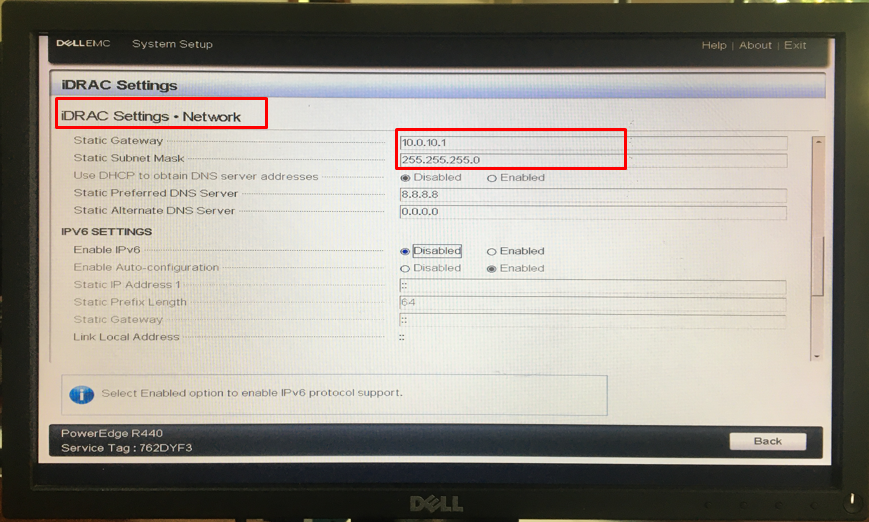 DELLEMC System Setup Help | About | Exit
iDRAC Settings
iDRAC Settings • Network
Static Gateway 10.0.10.1
Static Subnet Mask 255.255.255.0
Use DHCP to obtain DNS server addresses Disabled Enabled
Static Preferred DNS Server 8.8.8.8
Static Alternate DNS Server 0.0.0.0
IPV6 SETTINGS
Enable IPv6 Disabled Enabled
Enable Auto-configuration Disabled Enabled
Static IP Address 1 ::
Static Prefix Length 64
Static Gateway ::
Link Local Address ::
Select Enabled option to enable IPv6 protocol support.
PowerEdge R440
Service Tag : 762DYF3
Back
DELL